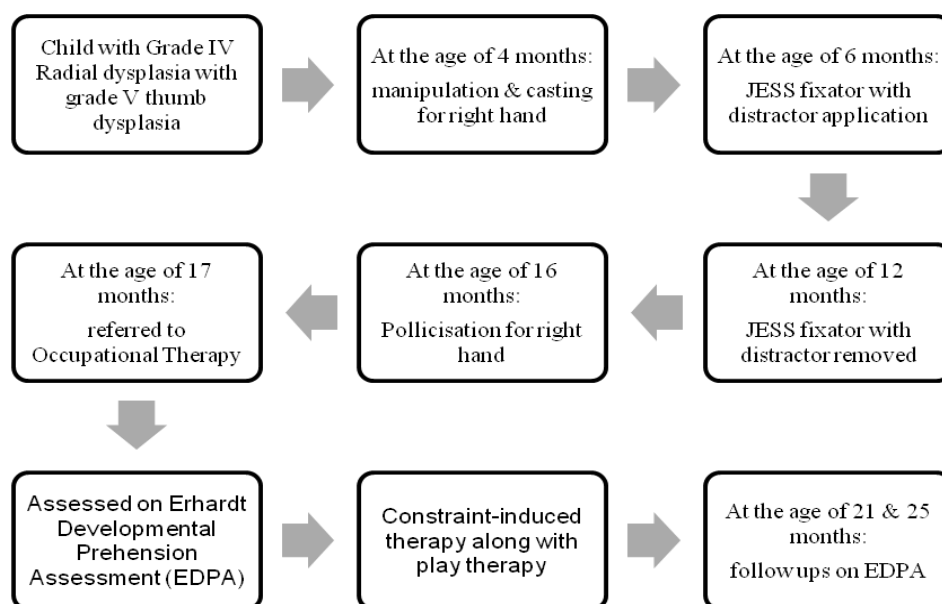 Child with Grade IV
Radial dysplasia with
grade V thumb
dysplasia
At the age of 4 months:
manipulation & casting
for right hand
At the age of 6 months:
JESS fixator with
distractor application
At the age of 12
months:
JESS fixator with
distractor removed
At the age of 16
months:
Pollicisation for right
hand
At the age of 17
months:
referred to
Occupational Therapy
Assessed on Erhardt
Developmental
Prehension
Assessment (EDPA)
Constraint-induced
therapy along with
play therapy
At the age of 21 & 25
months:
follow ups on EDPA